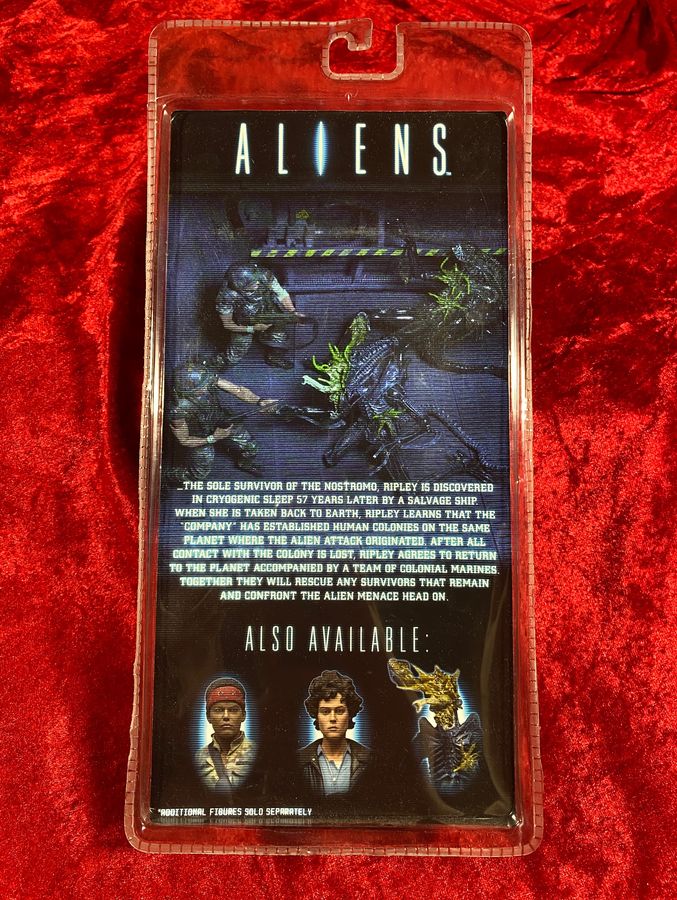 ALIENS™
_THE SOLE SURVIVOR OF THE NOSTROMO, RIPLEY IS DISCOVERED
IN CRYOGENIC SLEEP 57 YEARS LATER BY A SALVAGE SHIP.
WHEN SHE IS TAKEN BACK TO EARTH, RIPLEY LEARNS THAT THE
"COMPANY" HAS ESTABLISHED HUMAN COLONIES ON THE SAME
PLANET WHERE THE ALIEN ATTACK ORIGINATED. AFTER ALL
CONTACT WITH THE COLONY IS LOST, RIPLEY AGREES TO RETURN
TO THE PLANET ACCOMPANIED BY A TEAM OF COLONIAL MARINES.
TOGETHER THEY WILL RESCUE ANY SURVIVORS THAT REMAIN
AND CONFRONT THE ALIEN MENACE HEAD ON.
ALSO AVAILABLE:
*ADDITIONAL FIGURES SOLD SEPARATELY